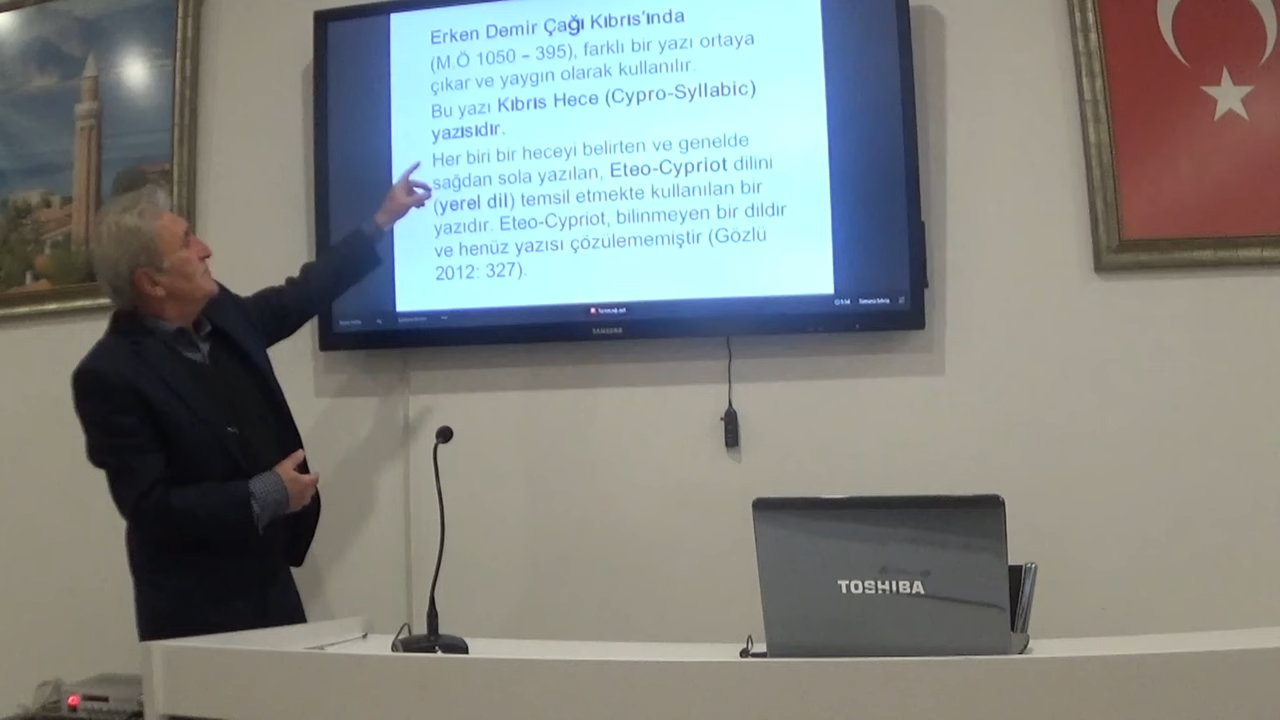 Erken Demir Çağı Kıbrıs'ında
(M.Ö 1050 – 395), farklı bir yazı ortaya
çıkar ve yaygın olarak kullanılır.
Bu yazı Kıbrıs Hece (Cypro-Syllabic)
yazısıdır.
Her biri bir heceyi belirten ve genelde
sağdan sola yazılan, Eteo-Cypriot dilini
(yerel dil) temsil etmekte kullanılan bir
yazıdır. Eteo-Cypriot, bilinmeyen bir dildir
ve henüz yazısı çözülememiştir (Gözlü
2012: 327).
SAMSUNG
TOSHIBA